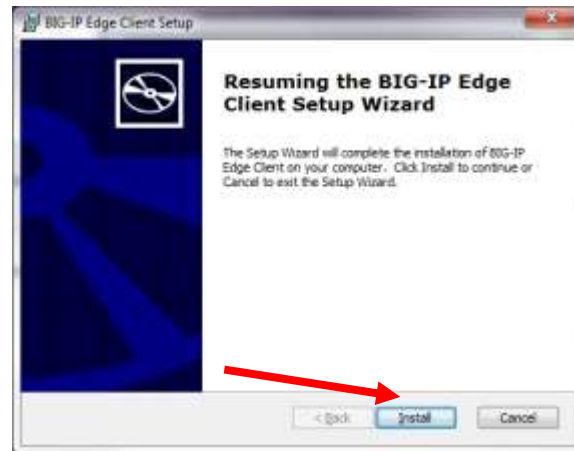 BIG-IP Edge Client Setup
Resuming the BIG-IP Edge
Client Setup Wizard
The Setup Wizard will complete the installation of BIG-IP
Edge Client on your computer. Click Install to continue or
Cancel to exit the Setup Wizard.
< Back Install Cancel